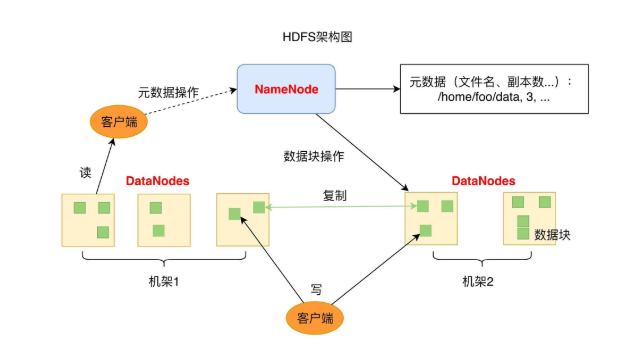 HDFS架构图
元数据操作
NameNode
元数据（文件名、副本数...）：
/home/foo/data, 3, ...
客户端
数据块操作
读
DataNodes
复制
DataNodes
数据块
机架1
写
机架2
客户端